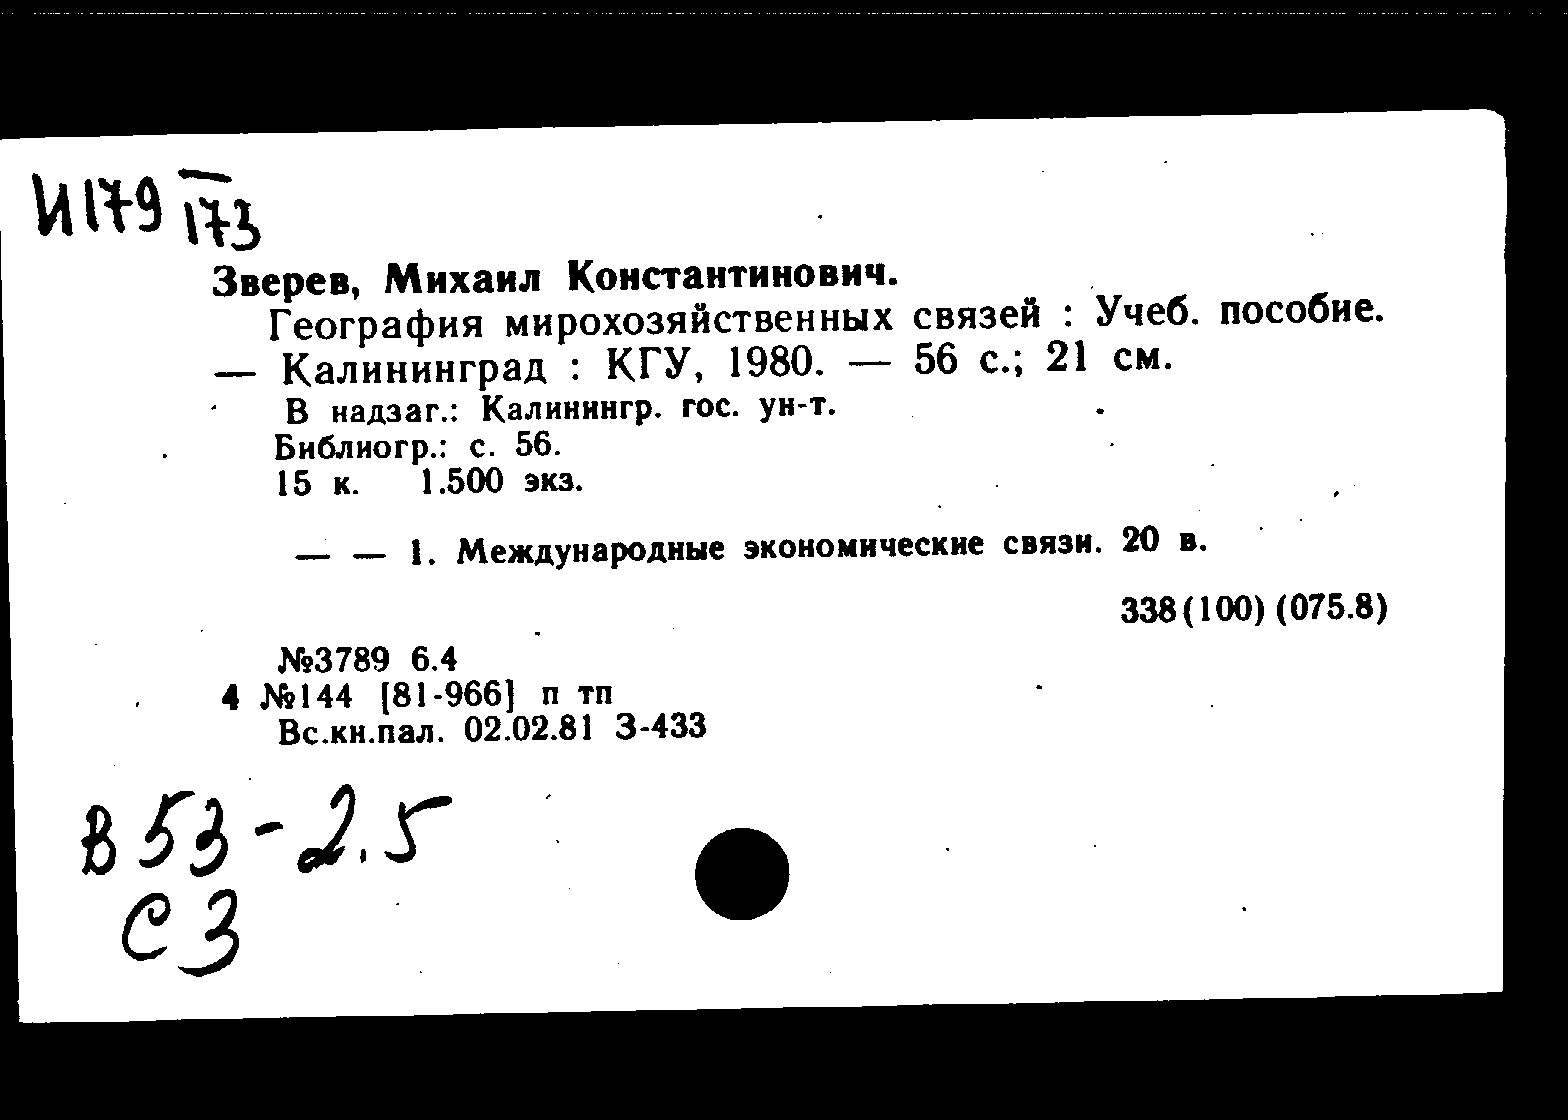 И179 173
Зверев, Михаил Константинович.
География мирохозяйственных связей : Учеб. пособие.
— Калининград : КГУ, 1980. — 56 с.; 21 см.
В надзаг.: Калинингр. гос. ун-т.
Библиогр.: с. 56.
15 к. 1.500 экз.
— — 1. Международные экономические связи. 20 в.
338(100)(075.8)
№3789 6.4
4 №144 [81-966] п тп
Вс.кн.пал. 02.02.81 З-433
В 53-2.5
С 3